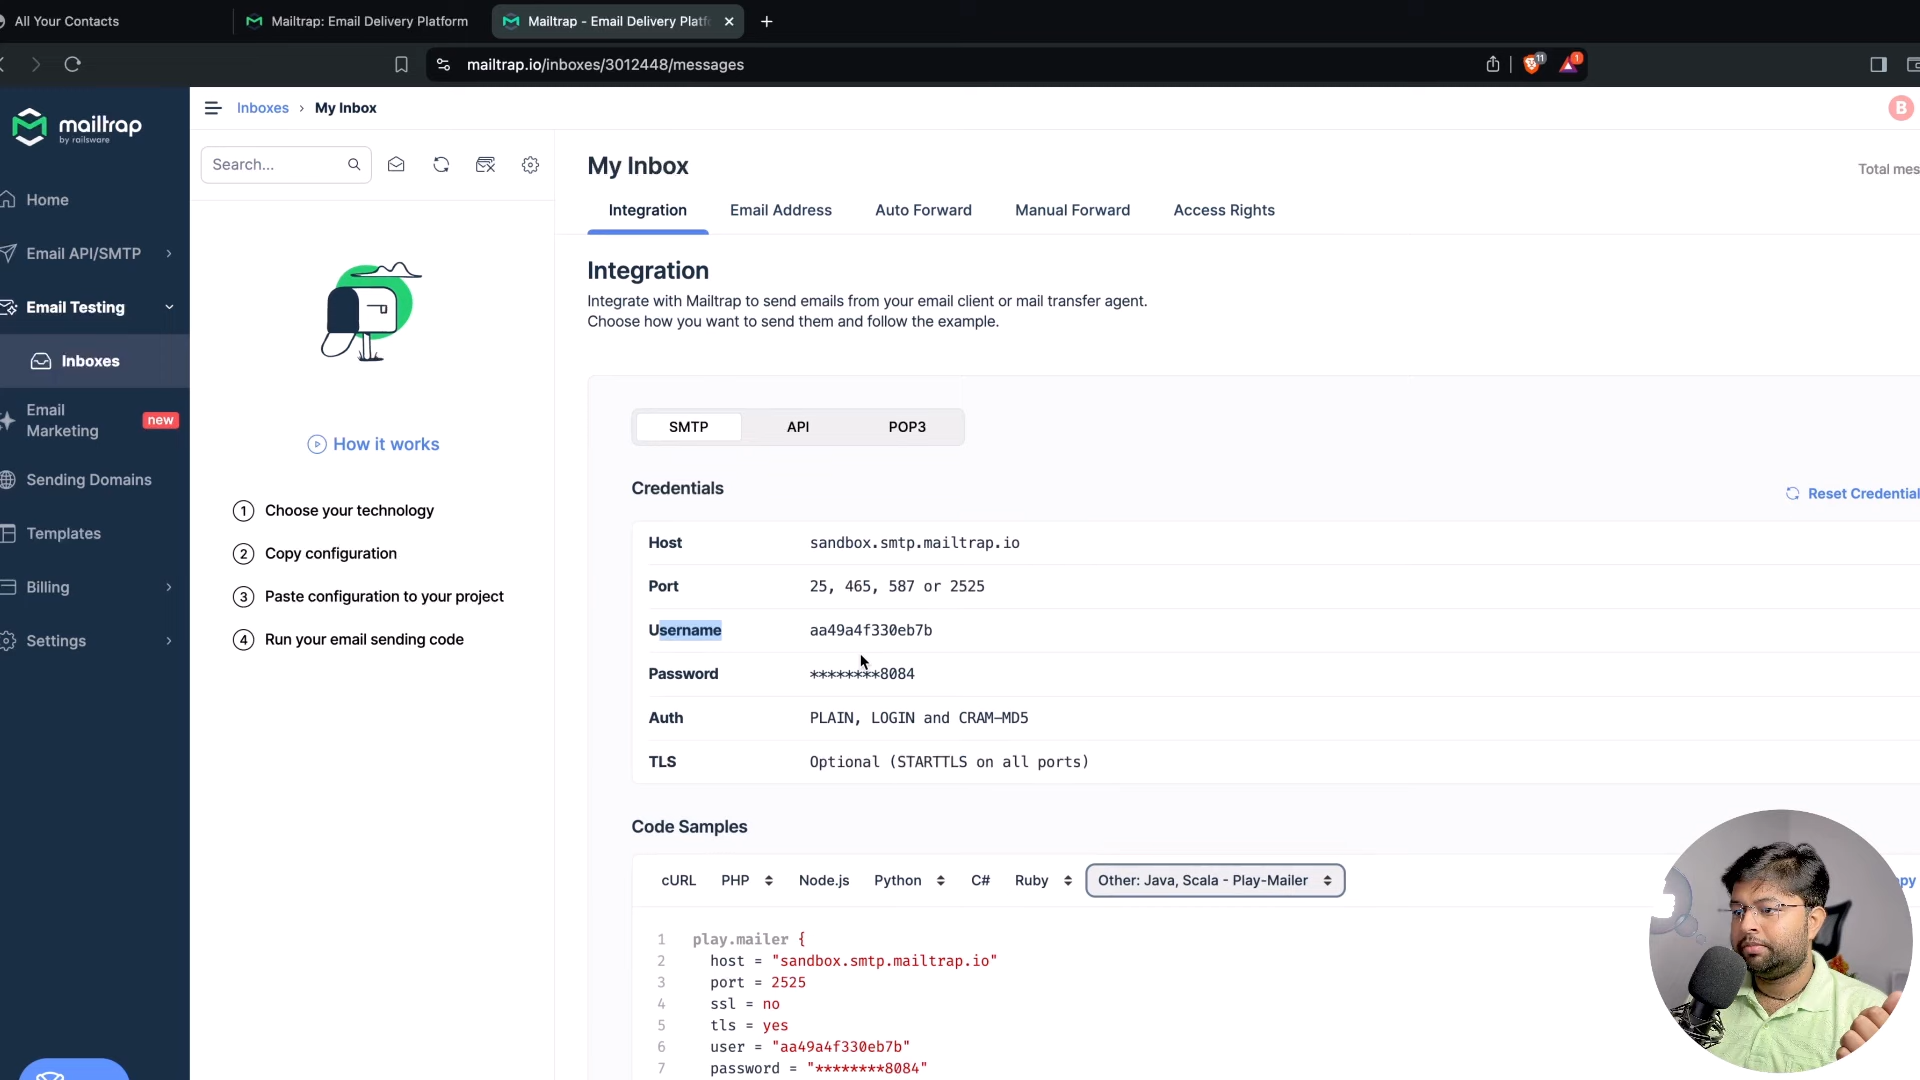 All Your Contacts
Mailtrap: Email Delivery Platform
Mailtrap - Email Delivery Platf
mailtrap.io/inboxes/3012448/messages
11
1
mailtrap
by railsware
Inboxes › My Inbox
B
Search...
Home
Email API/SMTP
Email Testing
Inboxes
Email
Marketing
new
Sending Domains
Templates
Billing
Settings
How it works
1 Choose your technology
2 Copy configuration
3 Paste configuration to your project
4 Run your email sending code
My Inbox
Total mes
Integration
Email Address
Auto Forward
Manual Forward
Access Rights
Integration
Integrate with Mailtrap to send emails from your email client or mail transfer agent.
Choose how you want to send them and follow the example.
SMTP
API
POP3
Credentials
Reset Credential
Host sandbox.smtp.mailtrap.io
Port 25, 465, 587 or 2525
Username aa49a4f330eb7b
Password ********8084
Auth PLAIN, LOGIN and CRAM-MD5
TLS Optional (STARTTLS on all ports)
Code Samples
cURL PHP Node.js Python C# Ruby Other: Java, Scala - Play-Mailer
py
1 play.mailer {
2 host = "sandbox.smtp.mailtrap.io"
3 port = 2525
4 ssl = no
5 tls = yes
6 user = "aa49a4f330eb7b"
7 password = "********8084"